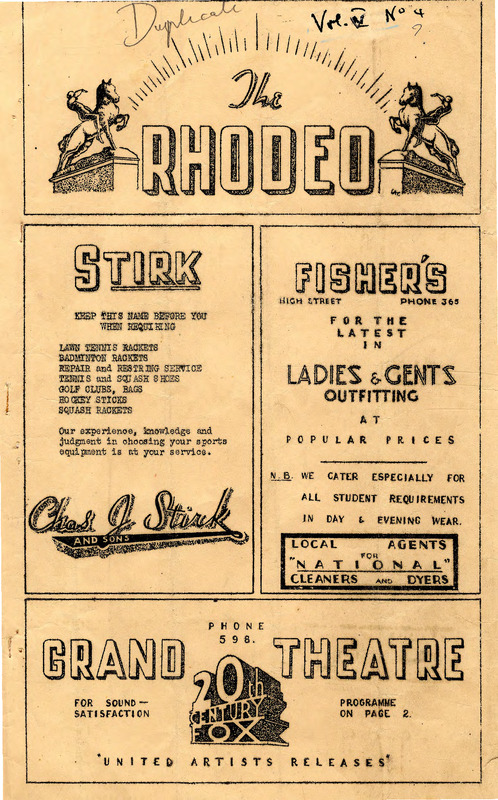 Duplicate
Vol. IV No 4
?
The
RHODEO
STIRK
KEEP THIS NAME BEFORE YOU
WHEN REQUIRING
LAWN TENNIS RACKETS
BADMINTON RACKETS
REPAIR and RESTRING SERVICE
TENNIS and SQUASH SHOES
GOLF CLUBS, BAGS
HOCKEY STICKS
SQUASH RACKETS
Our experience, knowledge and
judgment in choosing your sports
equipment is at your service.
Chas J. Stirk
AND SONS
FISHER'S
HIGH STREET PHONE 365
FOR THE
LATEST
IN
LADIES & GENTS
OUTFITTING
AT
POPULAR PRICES
N.B. WE CATER ESPECIALLY FOR
ALL STUDENT REQUIREMENTS
IN DAY & EVENING WEAR.
LOCAL AGENTS
FOR
"NATIONAL"
CLEANERS AND DYERS
PHONE
598.
GRAND THEATRE
FOR SOUND—
SATISFACTION
20th
CENTURY
FOX
PROGRAMME
ON PAGE 2.
"UNITED ARTISTS RELEASES"